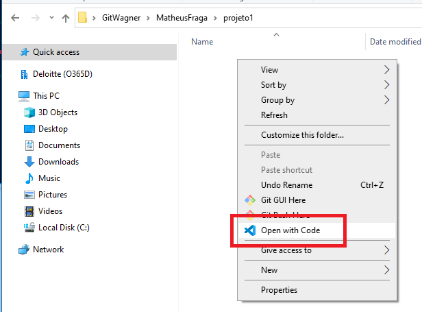 GitWagner > MatheusFraga > projeto1
Name
Date modified
Quick access
Deloitte (O365D)
This PC
3D Objects
Desktop
Documents
Downloads
Music
Pictures
Videos
Local Disk (C:)
Network
View
Sort by
Group by
Refresh
Customize this folder...
Paste
Paste shortcut
Undo Rename Ctrl+Z
Git GUI Here
Git Bash Here
Open with Code
Give access to
New
Properties